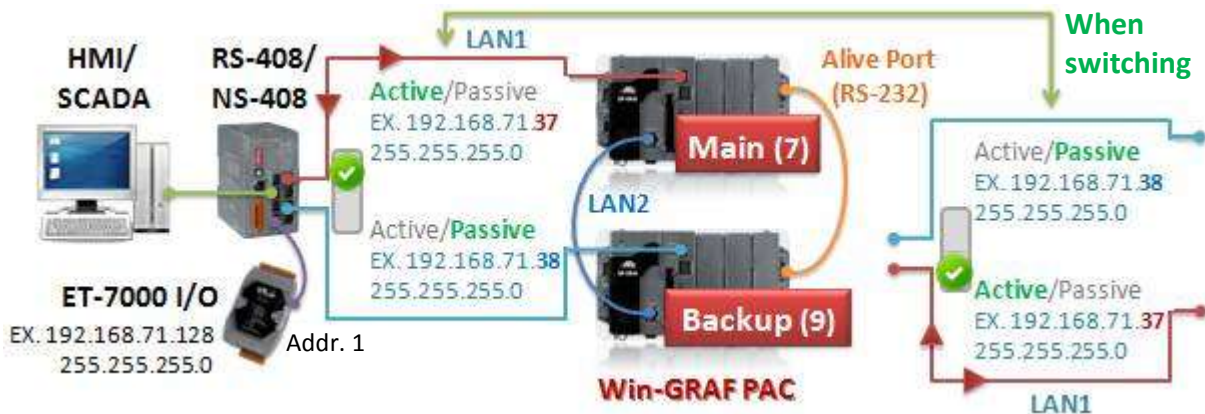 HMI/
SCADA
RS-408/
NS-408
LAN1
Active/Passive
EX. 192.168.71.37
255.255.255.0
Main (7)
Alive Port
(RS-232)
When
switching
LAN2
Active/Passive
EX. 192.168.71.38
255.255.255.0
Backup (9)
Win-GRAF PAC
ET-7000 I/O
EX. 192.168.71.128
255.255.255.0
Addr. 1
Active/Passive
EX. 192.168.71.38
255.255.255.0
Active/Passive
EX. 192.168.71.37
255.255.255.0
LAN1